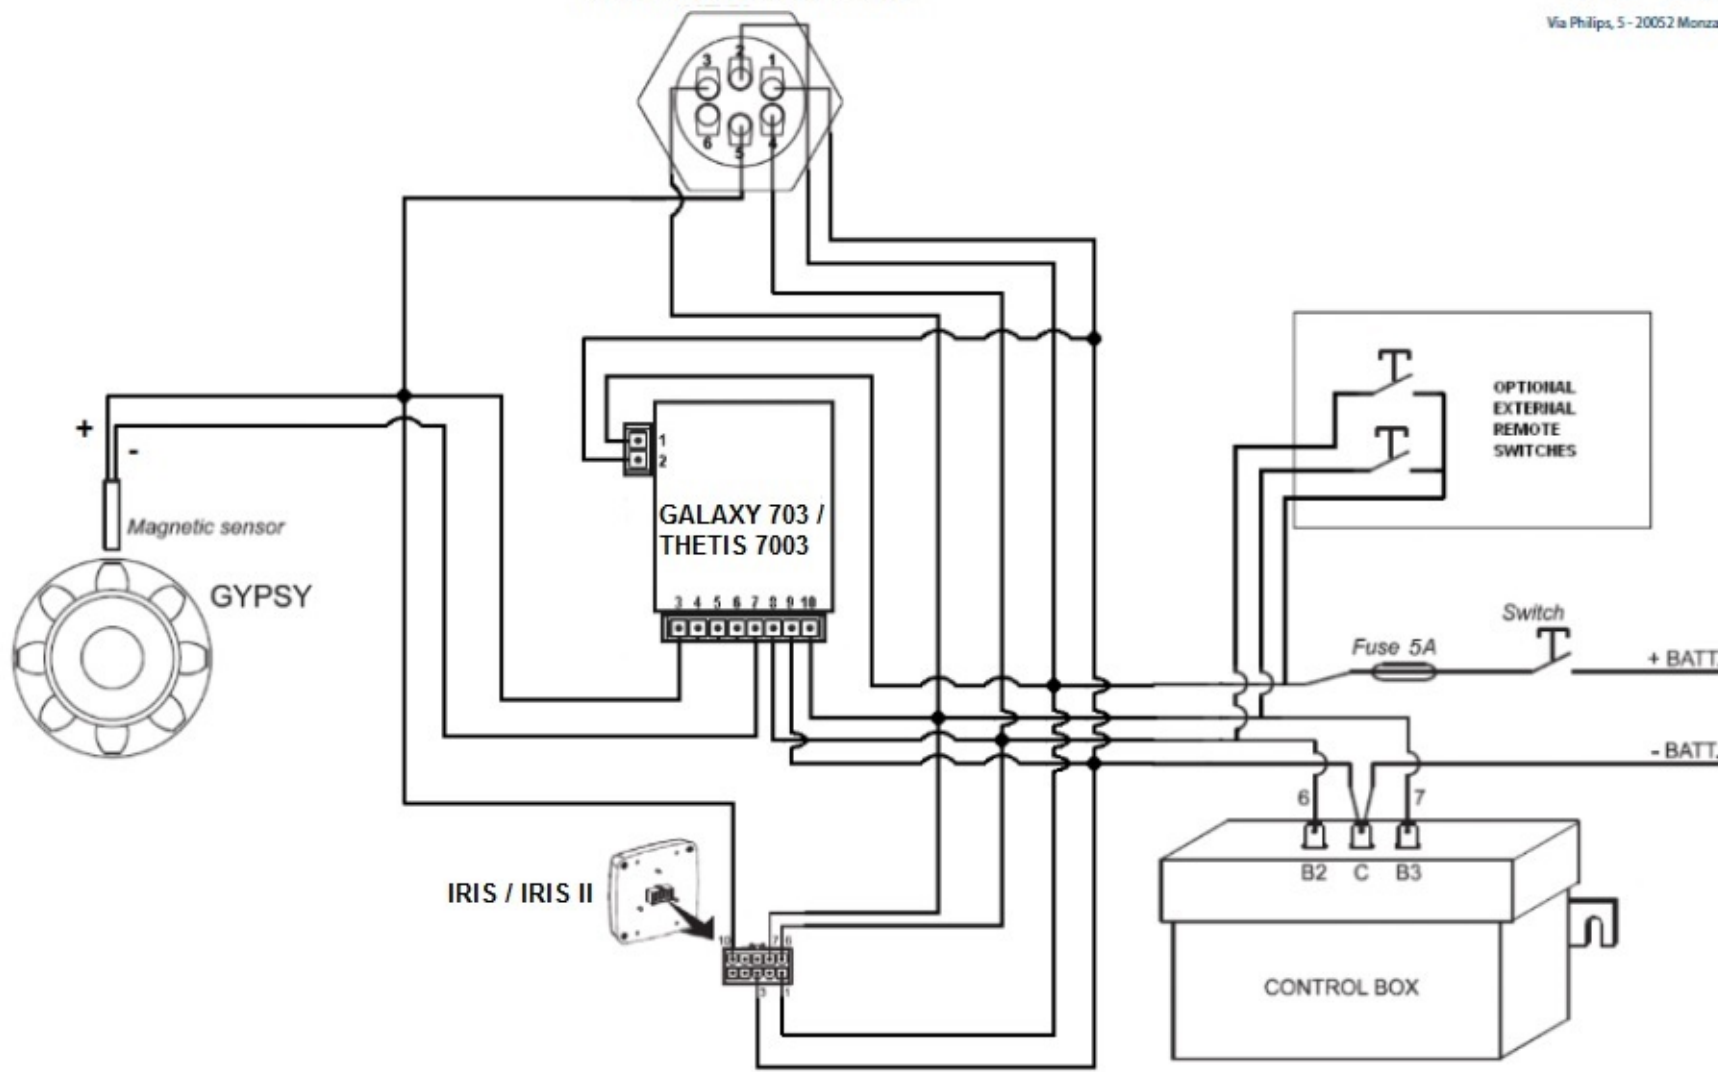 Via Philips, 5 - 20052 Monza
3 2 1
6 5 4
+
-
Magnetic sensor
GYPSY
1
2
GALAXY 703 /
THETIS 7003
3 4 5 6 7 8 9 10
OPTIONAL
EXTERNAL
REMOTE
SWITCHES
Switch
Fuse 5A
+ BATT.
- BATT.
6 7
B2 C B3
CONTROL BOX
IRIS / IRIS II
10 7 6
3 1